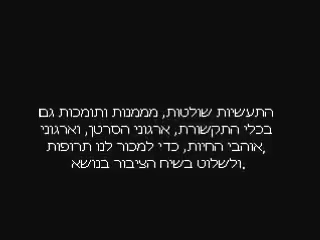 התעשיות שולטות, מממנות ותומכות גם
בכלי התקשורת, ארגוני הסרטן, וארגוני
אוהבי החיות, כדי למכור לנו תרופות,
ולשלוט בשיח הציבור בנושא.